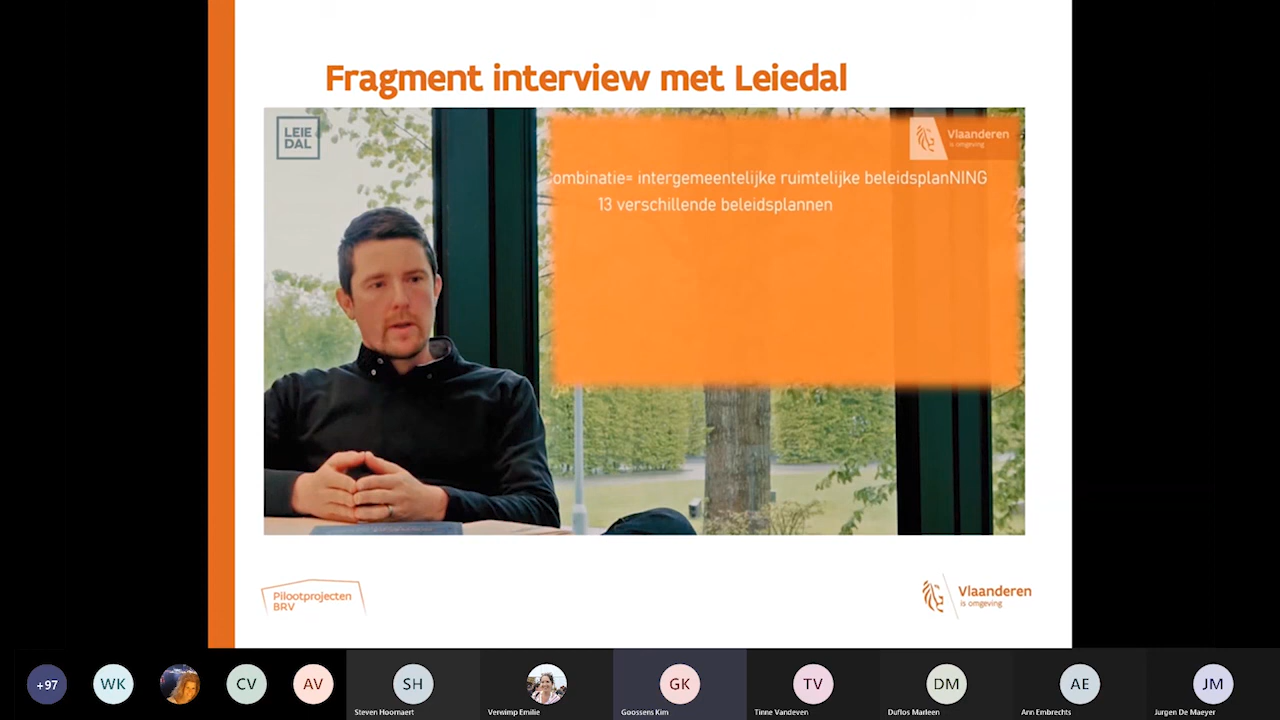 Fragment interview met Leiedal
LEIE
DAL
Vlaanderen
is omgeving
ombinatie= intergemeentelijke ruimtelijke beleidsplanNING
13 verschillende beleidsplannen
Pilootprojecten
BRV
Vlaanderen
is omgeving
+97
WK
CV
AV
SH
GK
TV
DM
AE
JM
Steven Hoornaert
Verwimp Emilie
Goossens Kim
Tinne Vandeven
Duflos Marleen
Ann Embrechts
Jurgen De Maeyer